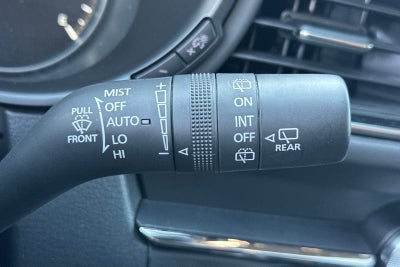 MIST
OFF
AUTO
LO
HI
PULL
FRONT
+
−
ON
INT
OFF
REAR